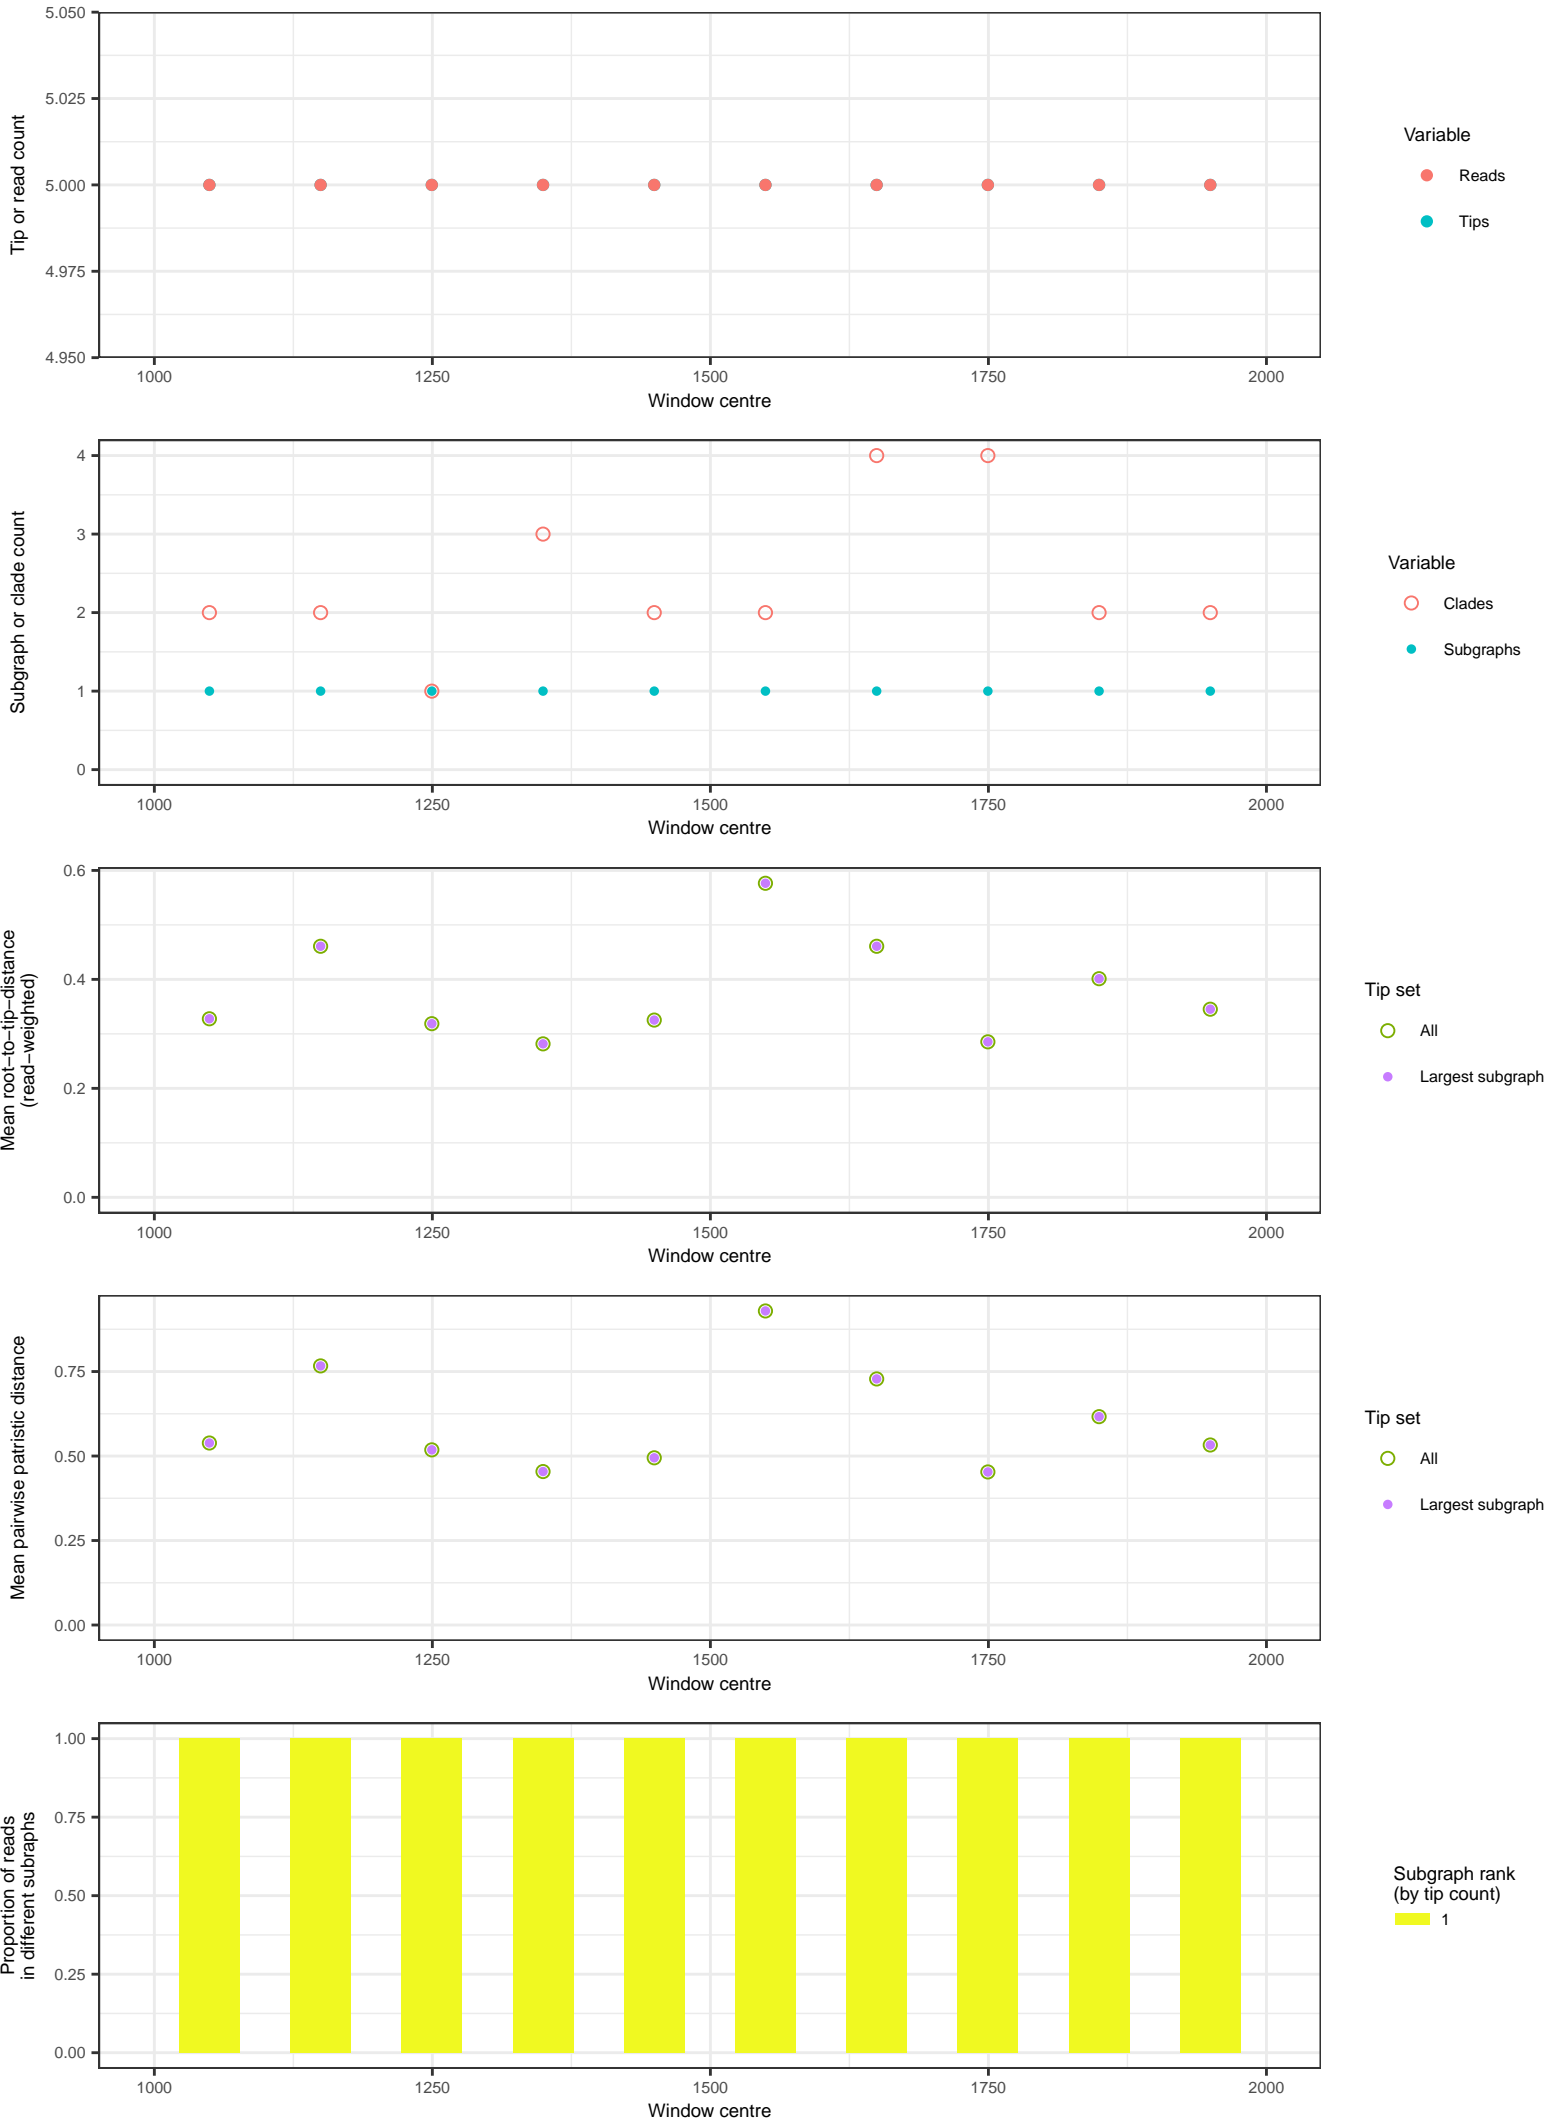 5.050
5.025
5.000
4.975
4.950
Tip or read count
1000 1250 1500 1750 2000
Window centre
Variable
Reads
Tips
4
3
2
1
0
Subgraph or clade count
1000 1250 1500 1750 2000
Window centre
Variable
Clades
Subgraphs
0.6
0.4
0.2
0.0
Mean root−to−tip−distance
(read−weighted)
1000 1250 1500 1750 2000
Window centre
Tip set
All
Largest subgraph
0.75
0.50
0.25
0.00
Mean pairwise patristic distance
1000 1250 1500 1750 2000
Window centre
Tip set
All
Largest subgraph
1.00
0.75
0.50
0.25
0.00
Proportion of reads
in different subraphs
1000 1250 1500 1750 2000
Window centre
Subgraph rank
(by tip count)
1